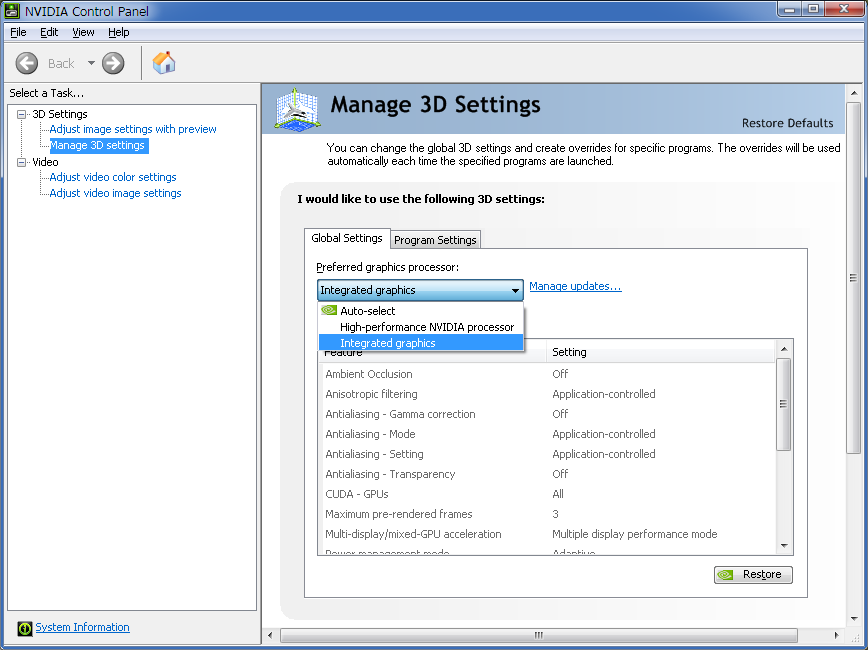 NVIDIA Control Panel
File Edit View Help
Back
Select a Task...
3D Settings
Adjust image settings with preview
Manage 3D settings
Video
Adjust video color settings
Adjust video image settings
System Information
Manage 3D Settings
Restore Defaults
You can change the global 3D settings and create overrides for specific programs. The overrides will be used
automatically each time the specified programs are launched.
I would like to use the following 3D settings:
Global Settings Program Settings
Preferred graphics processor:
Integrated graphics Manage updates...
Auto-select
High-performance NVIDIA processor
Integrated graphics
Feature Setting
Ambient Occlusion Off
Anisotropic filtering Application-controlled
Antialiasing - Gamma correction Off
Antialiasing - Mode Application-controlled
Antialiasing - Setting Application-controlled
Antialiasing - Transparency Off
CUDA - GPUs All
Maximum pre-rendered frames 3
Multi-display/mixed-GPU acceleration Multiple display performance mode
Power management mode Adaptive
Restore